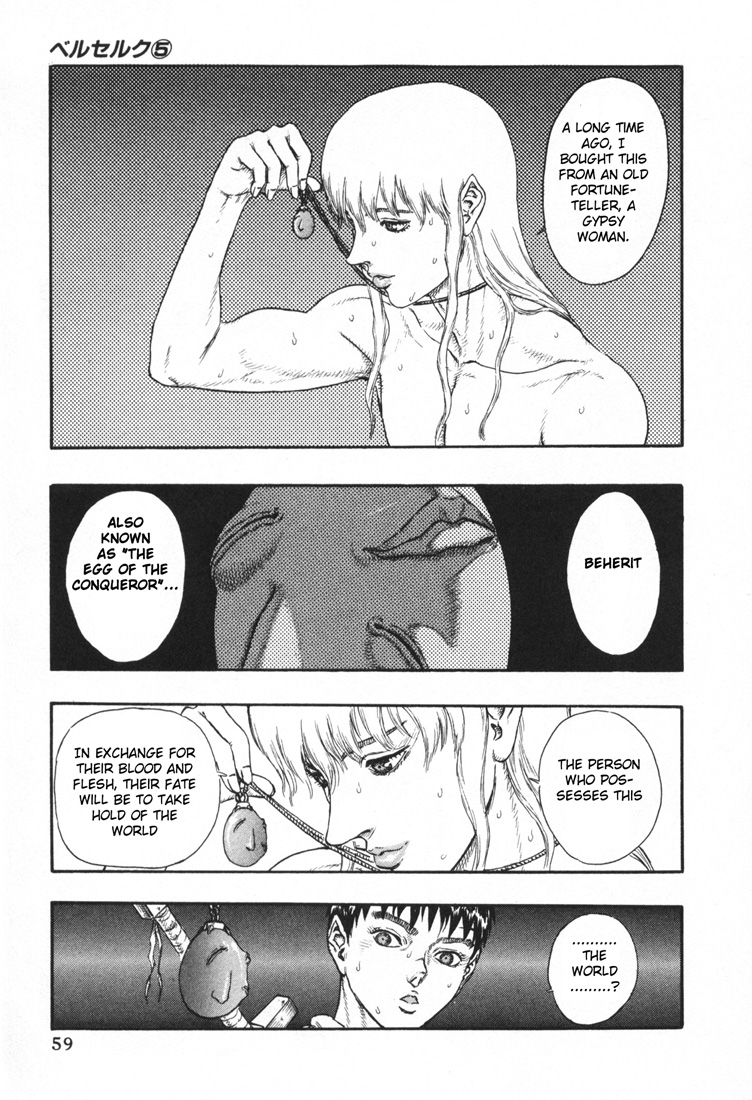 ベルセルク⑤
A LONG TIME
AGO, I
BOUGHT THIS
FROM AN OLD
FORTUNE-
TELLER, A
GYPSY
WOMAN.
BEHERIT
ALSO
KNOWN
AS "THE
EGG OF THE
CONQUEROR"...
THE PERSON
WHO POS-
SESSES THIS
IN EXCHANGE FOR
THEIR BLOOD AND
FLESH, THEIR FATE
WILL BE TO TAKE
HOLD OF THE
WORLD
..........
THE
WORLD
.........?
59